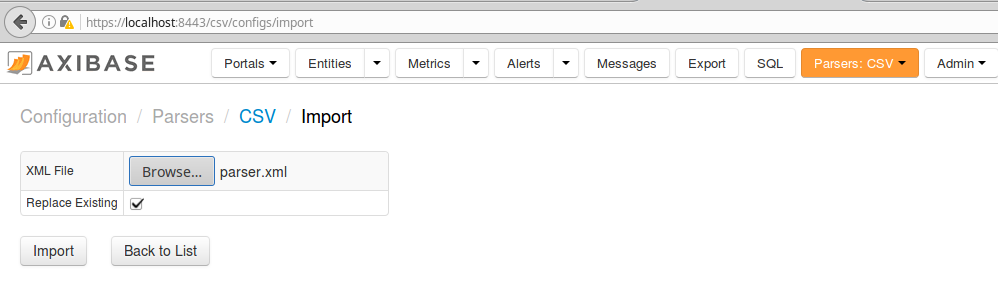 https://localhost:8443/csv/configs/import
AXIBASE Portals Entities Metrics Alerts Messages Export SQL Parsers: CSV Admin
Configuration / Parsers / CSV / Import
XML File Browse... parser.xml
Replace Existing
Import Back to List